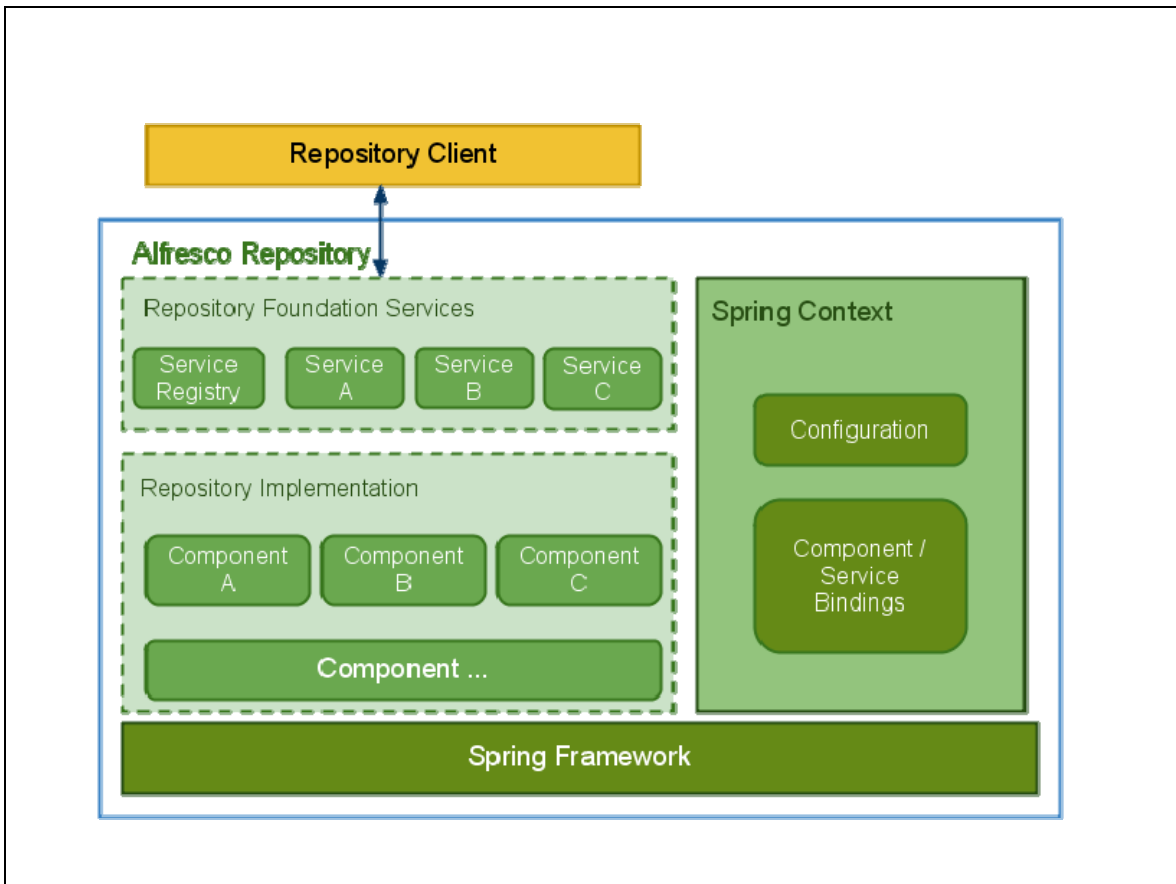 Repository Client
Alfresco Repository
Repository Foundation Services
Service
Registry
Service
A
Service
B
Service
C
Repository Implementation
Component
A
Component
B
Component
C
Component ...
Spring Context
Configuration
Component /
Service
Bindings
Spring Framework